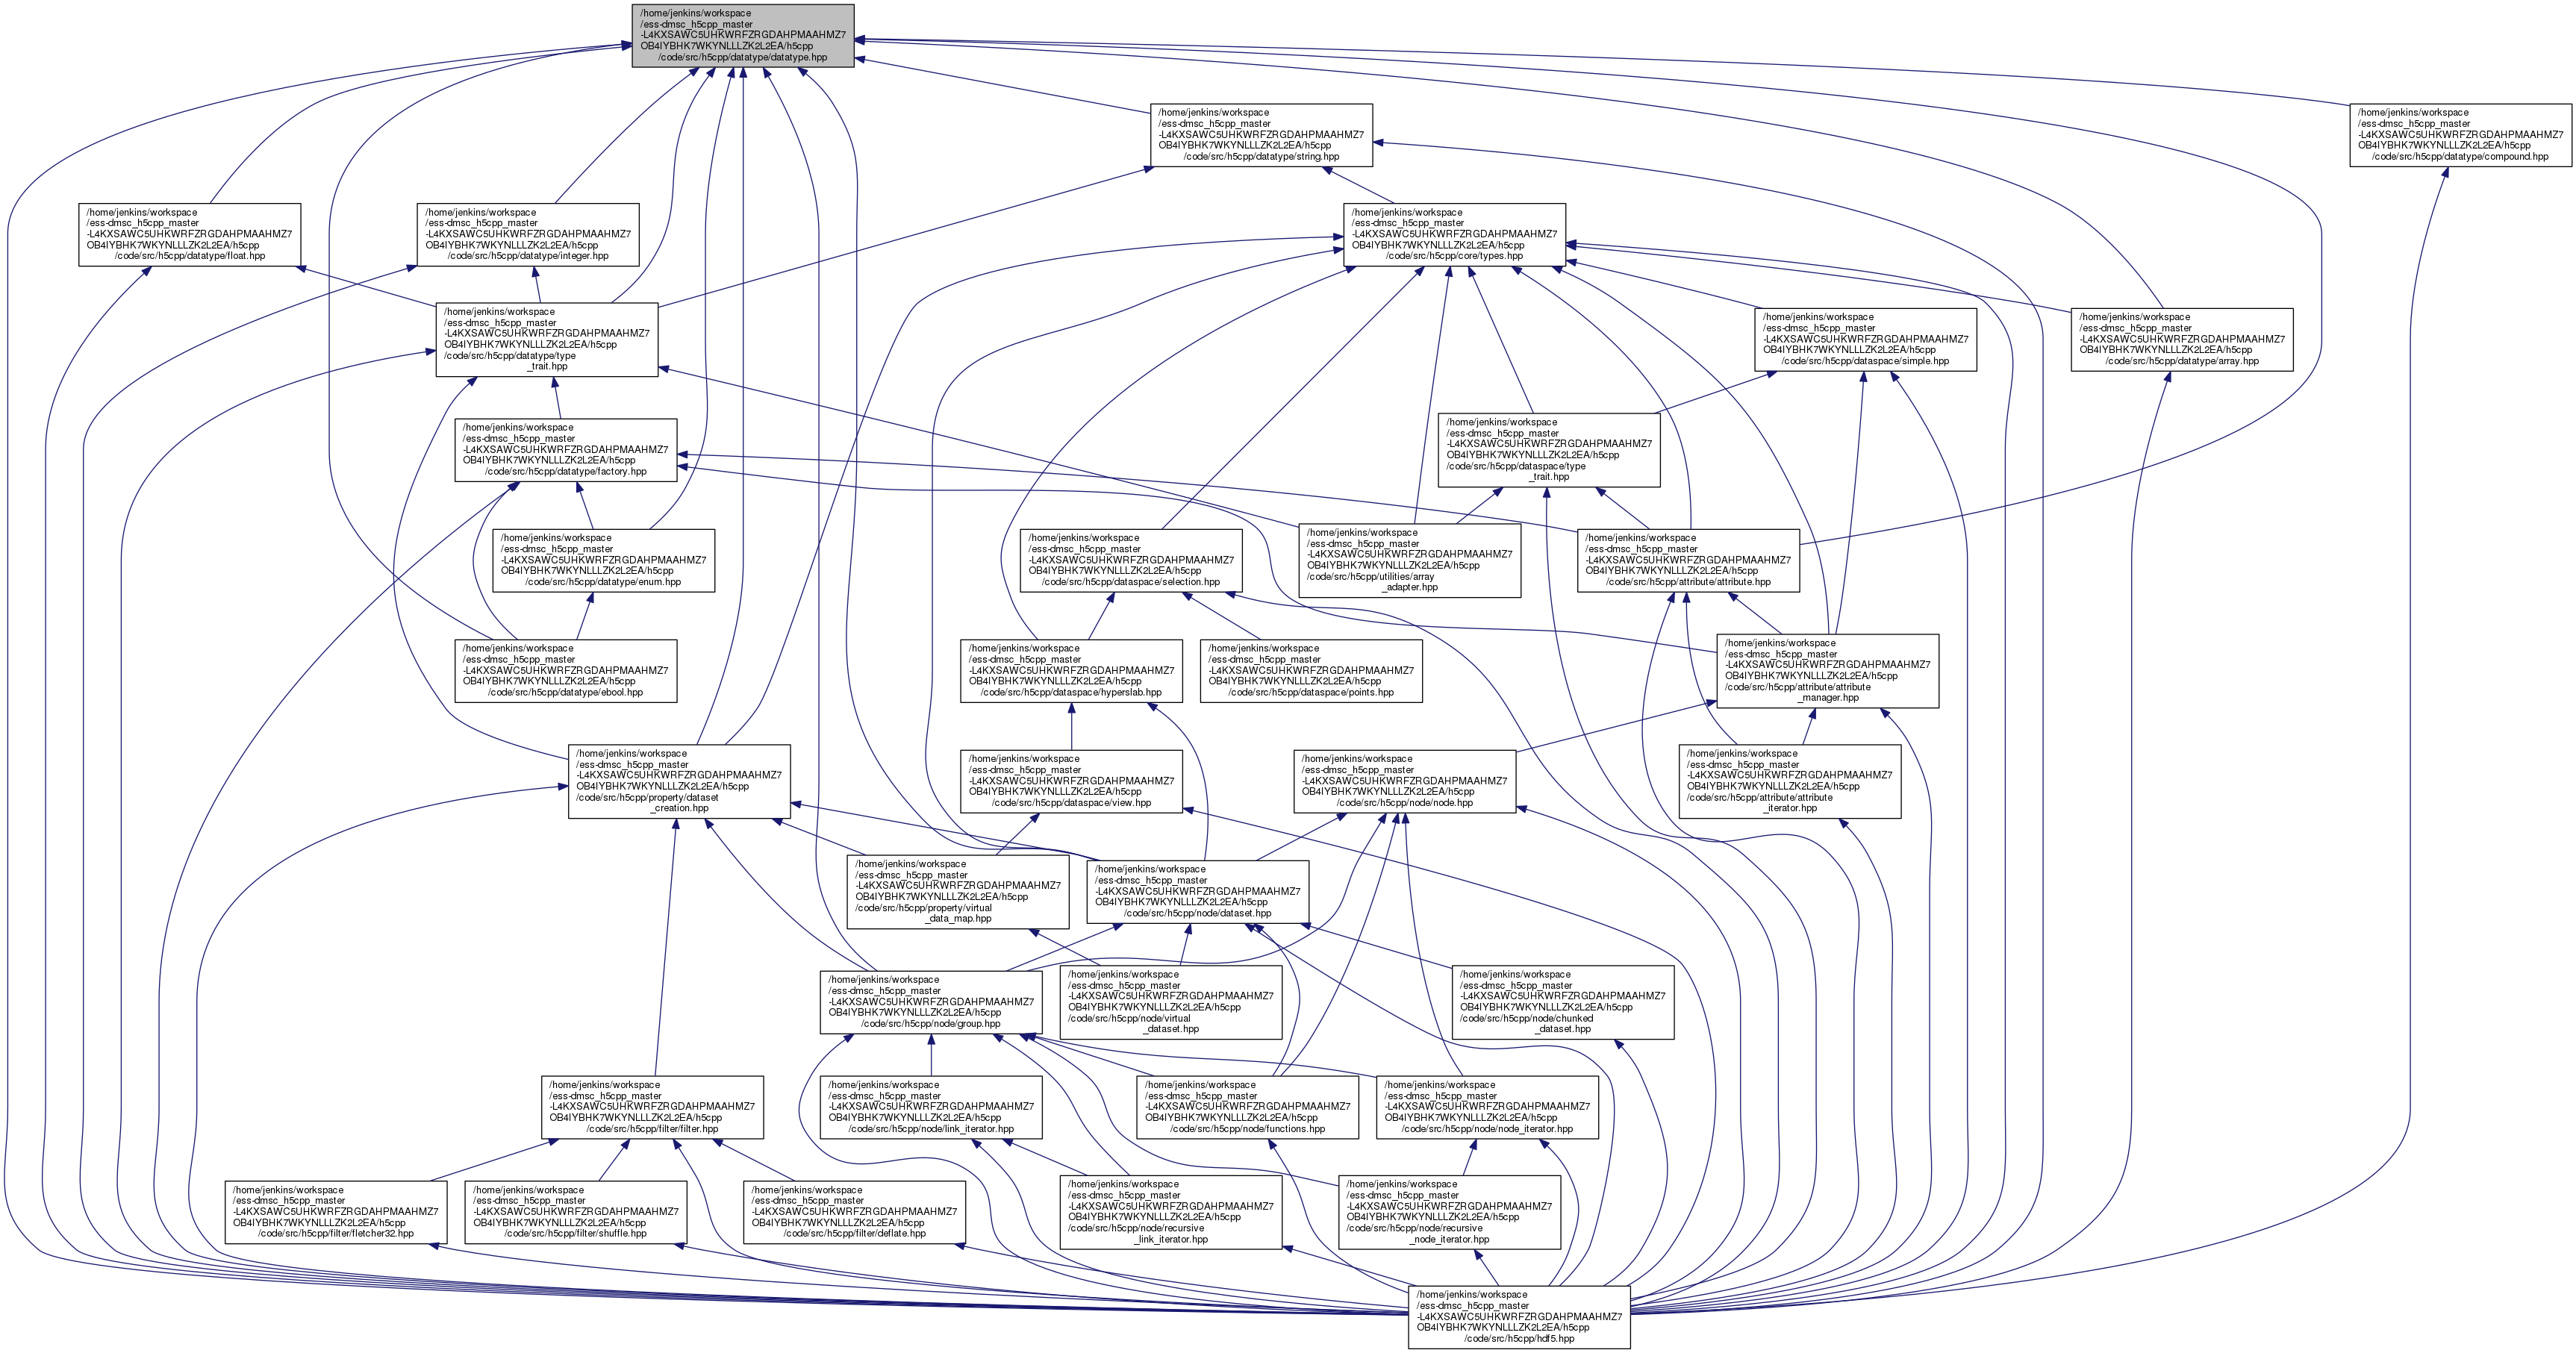 /home/jenkins/workspace
/ess-dmsc_h5cpp_master
-L4KXSAWC5UHKWRFZRGDAHPMAAHMZ7
OB4IYBHK7WKYNLLLZK2L2EA/h5cpp
/code/src/h5cpp/datatype/datatype.hpp
/home/jenkins/workspace
/ess-dmsc_h5cpp_master
-L4KXSAWC5UHKWRFZRGDAHPMAAHMZ7
OB4IYBHK7WKYNLLLZK2L2EA/h5cpp
/code/src/h5cpp/datatype/string.hpp
/home/jenkins/workspace
/ess-dmsc_h5cpp_master
-L4KXSAWC5UHKWRFZRGDAHPMAAHMZ7
OB4IYBHK7WKYNLLLZK2L2EA/h5cpp
/code/src/h5cpp/datatype/compound.hpp
/home/jenkins/workspace
/ess-dmsc_h5cpp_master
-L4KXSAWC5UHKWRFZRGDAHPMAAHMZ7
OB4IYBHK7WKYNLLLZK2L2EA/h5cpp
/code/src/h5cpp/datatype/float.hpp
/home/jenkins/workspace
/ess-dmsc_h5cpp_master
-L4KXSAWC5UHKWRFZRGDAHPMAAHMZ7
OB4IYBHK7WKYNLLLZK2L2EA/h5cpp
/code/src/h5cpp/datatype/integer.hpp
/home/jenkins/workspace
/ess-dmsc_h5cpp_master
-L4KXSAWC5UHKWRFZRGDAHPMAAHMZ7
OB4IYBHK7WKYNLLLZK2L2EA/h5cpp
/code/src/h5cpp/core/types.hpp
/home/jenkins/workspace
/ess-dmsc_h5cpp_master
-L4KXSAWC5UHKWRFZRGDAHPMAAHMZ7
OB4IYBHK7WKYNLLLZK2L2EA/h5cpp
/code/src/h5cpp/datatype/type
_trait.hpp
/home/jenkins/workspace
/ess-dmsc_h5cpp_master
-L4KXSAWC5UHKWRFZRGDAHPMAAHMZ7
OB4IYBHK7WKYNLLLZK2L2EA/h5cpp
/code/src/h5cpp/dataspace/simple.hpp
/home/jenkins/workspace
/ess-dmsc_h5cpp_master
-L4KXSAWC5UHKWRFZRGDAHPMAAHMZ7
OB4IYBHK7WKYNLLLZK2L2EA/h5cpp
/code/src/h5cpp/datatype/array.hpp
/home/jenkins/workspace
/ess-dmsc_h5cpp_master
-L4KXSAWC5UHKWRFZRGDAHPMAAHMZ7
OB4IYBHK7WKYNLLLZK2L2EA/h5cpp
/code/src/h5cpp/datatype/factory.hpp
/home/jenkins/workspace
/ess-dmsc_h5cpp_master
-L4KXSAWC5UHKWRFZRGDAHPMAAHMZ7
OB4IYBHK7WKYNLLLZK2L2EA/h5cpp
/code/src/h5cpp/dataspace/type
_trait.hpp
/home/jenkins/workspace
/ess-dmsc_h5cpp_master
-L4KXSAWC5UHKWRFZRGDAHPMAAHMZ7
OB4IYBHK7WKYNLLLZK2L2EA/h5cpp
/code/src/h5cpp/datatype/enum.hpp
/home/jenkins/workspace
/ess-dmsc_h5cpp_master
-L4KXSAWC5UHKWRFZRGDAHPMAAHMZ7
OB4IYBHK7WKYNLLLZK2L2EA/h5cpp
/code/src/h5cpp/dataspace/selection.hpp
/home/jenkins/workspace
/ess-dmsc_h5cpp_master
-L4KXSAWC5UHKWRFZRGDAHPMAAHMZ7
OB4IYBHK7WKYNLLLZK2L2EA/h5cpp
/code/src/h5cpp/utilities/array
_adapter.hpp
/home/jenkins/workspace
/ess-dmsc_h5cpp_master
-L4KXSAWC5UHKWRFZRGDAHPMAAHMZ7
OB4IYBHK7WKYNLLLZK2L2EA/h5cpp
/code/src/h5cpp/attribute/attribute.hpp
/home/jenkins/workspace
/ess-dmsc_h5cpp_master
-L4KXSAWC5UHKWRFZRGDAHPMAAHMZ7
OB4IYBHK7WKYNLLLZK2L2EA/h5cpp
/code/src/h5cpp/datatype/ebool.hpp
/home/jenkins/workspace
/ess-dmsc_h5cpp_master
-L4KXSAWC5UHKWRFZRGDAHPMAAHMZ7
OB4IYBHK7WKYNLLLZK2L2EA/h5cpp
/code/src/h5cpp/dataspace/hyperslab.hpp
/home/jenkins/workspace
/ess-dmsc_h5cpp_master
-L4KXSAWC5UHKWRFZRGDAHPMAAHMZ7
OB4IYBHK7WKYNLLLZK2L2EA/h5cpp
/code/src/h5cpp/dataspace/points.hpp
/home/jenkins/workspace
/ess-dmsc_h5cpp_master
-L4KXSAWC5UHKWRFZRGDAHPMAAHMZ7
OB4IYBHK7WKYNLLLZK2L2EA/h5cpp
/code/src/h5cpp/attribute/attribute
_manager.hpp
/home/jenkins/workspace
/ess-dmsc_h5cpp_master
-L4KXSAWC5UHKWRFZRGDAHPMAAHMZ7
OB4IYBHK7WKYNLLLZK2L2EA/h5cpp
/code/src/h5cpp/property/dataset
_creation.hpp
/home/jenkins/workspace
/ess-dmsc_h5cpp_master
-L4KXSAWC5UHKWRFZRGDAHPMAAHMZ7
OB4IYBHK7WKYNLLLZK2L2EA/h5cpp
/code/src/h5cpp/dataspace/view.hpp
/home/jenkins/workspace
/ess-dmsc_h5cpp_master
-L4KXSAWC5UHKWRFZRGDAHPMAAHMZ7
OB4IYBHK7WKYNLLLZK2L2EA/h5cpp
/code/src/h5cpp/node/node.hpp
/home/jenkins/workspace
/ess-dmsc_h5cpp_master
-L4KXSAWC5UHKWRFZRGDAHPMAAHMZ7
OB4IYBHK7WKYNLLLZK2L2EA/h5cpp
/code/src/h5cpp/attribute/attribute
_iterator.hpp
/home/jenkins/workspace
/ess-dmsc_h5cpp_master
-L4KXSAWC5UHKWRFZRGDAHPMAAHMZ7
OB4IYBHK7WKYNLLLZK2L2EA/h5cpp
/code/src/h5cpp/property/virtual
_data_map.hpp
/home/jenkins/workspace
/ess-dmsc_h5cpp_master
-L4KXSAWC5UHKWRFZRGDAHPMAAHMZ7
OB4IYBHK7WKYNLLLZK2L2EA/h5cpp
/code/src/h5cpp/node/dataset.hpp
/home/jenkins/workspace
/ess-dmsc_h5cpp_master
-L4KXSAWC5UHKWRFZRGDAHPMAAHMZ7
OB4IYBHK7WKYNLLLZK2L2EA/h5cpp
/code/src/h5cpp/node/group.hpp
/home/jenkins/workspace
/ess-dmsc_h5cpp_master
-L4KXSAWC5UHKWRFZRGDAHPMAAHMZ7
OB4IYBHK7WKYNLLLZK2L2EA/h5cpp
/code/src/h5cpp/node/virtual
_dataset.hpp
/home/jenkins/workspace
/ess-dmsc_h5cpp_master
-L4KXSAWC5UHKWRFZRGDAHPMAAHMZ7
OB4IYBHK7WKYNLLLZK2L2EA/h5cpp
/code/src/h5cpp/node/chunked
_dataset.hpp
/home/jenkins/workspace
/ess-dmsc_h5cpp_master
-L4KXSAWC5UHKWRFZRGDAHPMAAHMZ7
OB4IYBHK7WKYNLLLZK2L2EA/h5cpp
/code/src/h5cpp/filter/filter.hpp
/home/jenkins/workspace
/ess-dmsc_h5cpp_master
-L4KXSAWC5UHKWRFZRGDAHPMAAHMZ7
OB4IYBHK7WKYNLLLZK2L2EA/h5cpp
/code/src/h5cpp/node/link_iterator.hpp
/home/jenkins/workspace
/ess-dmsc_h5cpp_master
-L4KXSAWC5UHKWRFZRGDAHPMAAHMZ7
OB4IYBHK7WKYNLLLZK2L2EA/h5cpp
/code/src/h5cpp/node/functions.hpp
/home/jenkins/workspace
/ess-dmsc_h5cpp_master
-L4KXSAWC5UHKWRFZRGDAHPMAAHMZ7
OB4IYBHK7WKYNLLLZK2L2EA/h5cpp
/code/src/h5cpp/node/node_iterator.hpp
/home/jenkins/workspace
/ess-dmsc_h5cpp_master
-L4KXSAWC5UHKWRFZRGDAHPMAAHMZ7
OB4IYBHK7WKYNLLLZK2L2EA/h5cpp
/code/src/h5cpp/filter/fletcher32.hpp
/home/jenkins/workspace
/ess-dmsc_h5cpp_master
-L4KXSAWC5UHKWRFZRGDAHPMAAHMZ7
OB4IYBHK7WKYNLLLZK2L2EA/h5cpp
/code/src/h5cpp/filter/shuffle.hpp
/home/jenkins/workspace
/ess-dmsc_h5cpp_master
-L4KXSAWC5UHKWRFZRGDAHPMAAHMZ7
OB4IYBHK7WKYNLLLZK2L2EA/h5cpp
/code/src/h5cpp/filter/deflate.hpp
/home/jenkins/workspace
/ess-dmsc_h5cpp_master
-L4KXSAWC5UHKWRFZRGDAHPMAAHMZ7
OB4IYBHK7WKYNLLLZK2L2EA/h5cpp
/code/src/h5cpp/node/recursive
_link_iterator.hpp
/home/jenkins/workspace
/ess-dmsc_h5cpp_master
-L4KXSAWC5UHKWRFZRGDAHPMAAHMZ7
OB4IYBHK7WKYNLLLZK2L2EA/h5cpp
/code/src/h5cpp/node/recursive
_node_iterator.hpp
/home/jenkins/workspace
/ess-dmsc_h5cpp_master
-L4KXSAWC5UHKWRFZRGDAHPMAAHMZ7
OB4IYBHK7WKYNLLLZK2L2EA/h5cpp
/code/src/h5cpp/hdf5.hpp